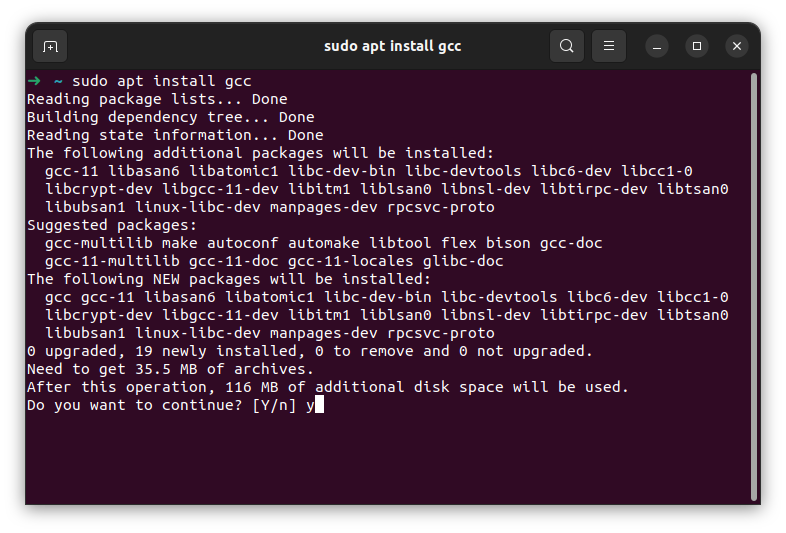 sudo apt install gcc
➜ ~ sudo apt install gcc
Reading package lists... Done
Building dependency tree... Done
Reading state information... Done
The following additional packages will be installed:
gcc-11 libasan6 libatomic1 libc-dev-bin libc-devtools libc6-dev libcc1-0
libcrypt-dev libgcc-11-dev libitm1 liblsan0 libnsl-dev libtirpc-dev libtsan0
libubsan1 linux-libc-dev manpages-dev rpcsvc-proto
Suggested packages:
gcc-multilib make autoconf automake libtool flex bison gcc-doc
gcc-11-multilib gcc-11-doc gcc-11-locales glibc-doc
The following NEW packages will be installed:
gcc gcc-11 libasan6 libatomic1 libc-dev-bin libc-devtools libc6-dev libcc1-0
libcrypt-dev libgcc-11-dev libitm1 liblsan0 libnsl-dev libtirpc-dev libtsan0
libubsan1 linux-libc-dev manpages-dev rpcsvc-proto
0 upgraded, 19 newly installed, 0 to remove and 0 not upgraded.
Need to get 35.5 MB of archives.
After this operation, 116 MB of additional disk space will be used.
Do you want to continue? [Y/n] y